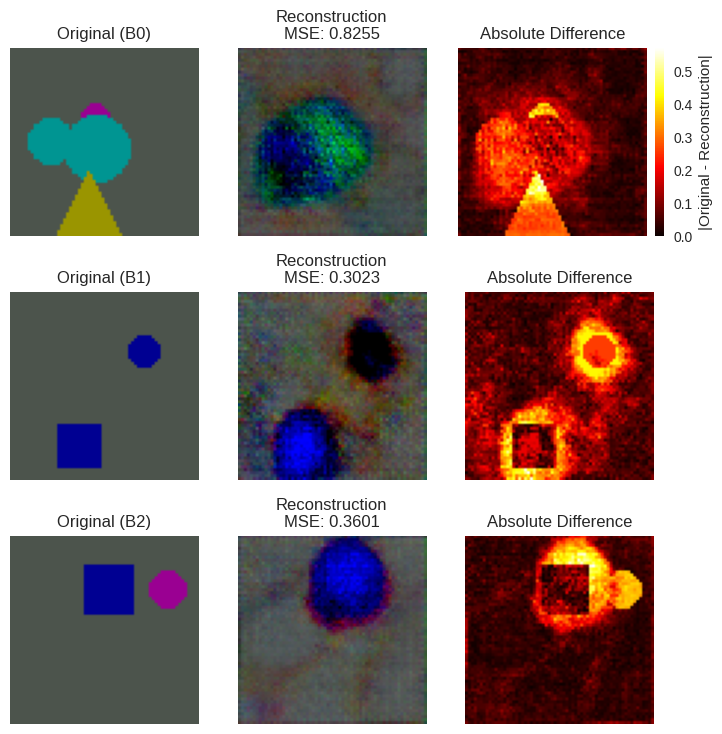 Original (B0)
Reconstruction
MSE: 0.8255
Absolute Difference
0.5
0.4
0.3
0.2
0.1
0.0
|Original - Reconstruction|
Original (B1)
Reconstruction
MSE: 0.3023
Absolute Difference
Original (B2)
Reconstruction
MSE: 0.3601
Absolute Difference